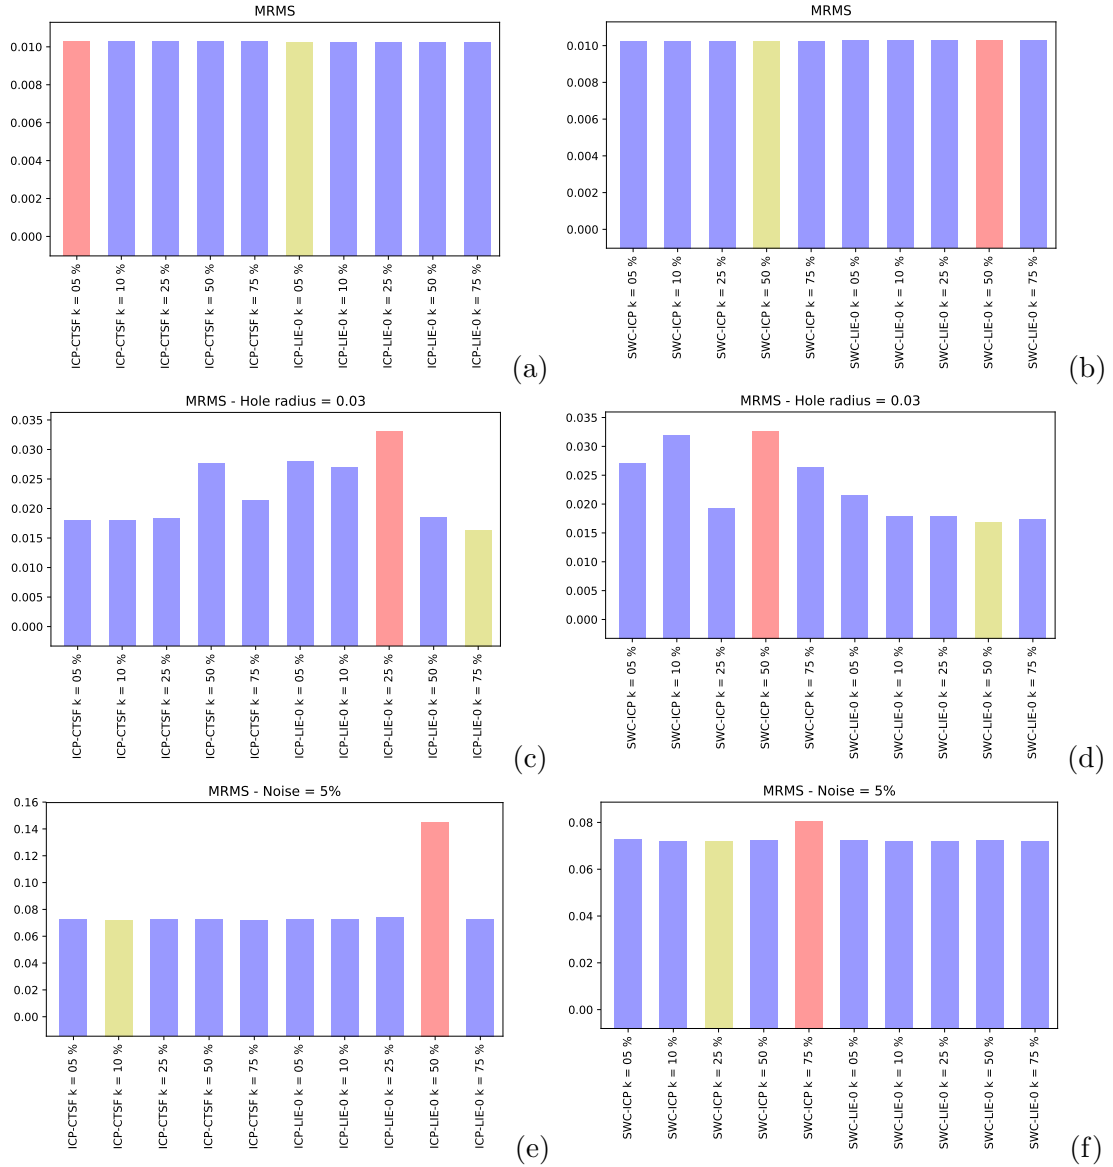 MRMS
0.010
0.008
0.006
0.004
0.002
0.000
ICP-CTSF k = 05 %
ICP-CTSF k = 10 %
ICP-CTSF k = 25 %
ICP-CTSF k = 50 %
ICP-CTSF k = 75 %
ICP-LIE-0 k = 05 %
ICP-LIE-0 k = 10 %
ICP-LIE-0 k = 25 %
ICP-LIE-0 k = 50 %
ICP-LIE-0 k = 75 %
(a)
MRMS
0.010
0.008
0.006
0.004
0.002
0.000
SWC-ICP k = 05 %
SWC-ICP k = 10 %
SWC-ICP k = 25 %
SWC-ICP k = 50 %
SWC-ICP k = 75 %
SWC-LIE-0 k = 05 %
SWC-LIE-0 k = 10 %
SWC-LIE-0 k = 25 %
SWC-LIE-0 k = 50 %
SWC-LIE-0 k = 75 %
(b)
MRMS - Hole radius = 0.03
0.035
0.030
0.025
0.020
0.015
0.010
0.005
0.000
ICP-CTSF k = 05 %
ICP-CTSF k = 10 %
ICP-CTSF k = 25 %
ICP-CTSF k = 50 %
ICP-CTSF k = 75 %
ICP-LIE-0 k = 05 %
ICP-LIE-0 k = 10 %
ICP-LIE-0 k = 25 %
ICP-LIE-0 k = 50 %
ICP-LIE-0 k = 75 %
(c)
MRMS - Hole radius = 0.03
0.035
0.030
0.025
0.020
0.015
0.010
0.005
0.000
SWC-ICP k = 05 %
SWC-ICP k = 10 %
SWC-ICP k = 25 %
SWC-ICP k = 50 %
SWC-ICP k = 75 %
SWC-LIE-0 k = 05 %
SWC-LIE-0 k = 10 %
SWC-LIE-0 k = 25 %
SWC-LIE-0 k = 50 %
SWC-LIE-0 k = 75 %
(d)
MRMS - Noise = 5%
0.16
0.14
0.12
0.10
0.08
0.06
0.04
0.02
0.00
ICP-CTSF k = 05 %
ICP-CTSF k = 10 %
ICP-CTSF k = 25 %
ICP-CTSF k = 50 %
ICP-CTSF k = 75 %
ICP-LIE-0 k = 05 %
ICP-LIE-0 k = 10 %
ICP-LIE-0 k = 25 %
ICP-LIE-0 k = 50 %
ICP-LIE-0 k = 75 %
(e)
MRMS - Noise = 5%
0.08
0.06
0.04
0.02
0.00
SWC-ICP k = 05 %
SWC-ICP k = 10 %
SWC-ICP k = 25 %
SWC-ICP k = 50 %
SWC-ICP k = 75 %
SWC-LIE-0 k = 05 %
SWC-LIE-0 k = 10 %
SWC-LIE-0 k = 25 %
SWC-LIE-0 k = 50 %
SWC-LIE-0 k = 75 %
(f)